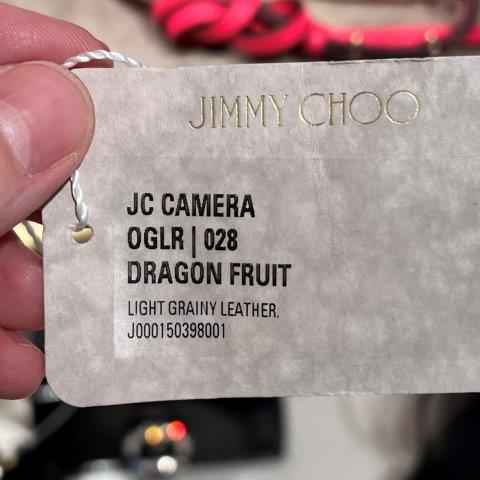 JIMMY CHOO
JC CAMERA
OGLR | 028
DRAGON FRUIT
LIGHT GRAINY LEATHER.
J000150398001